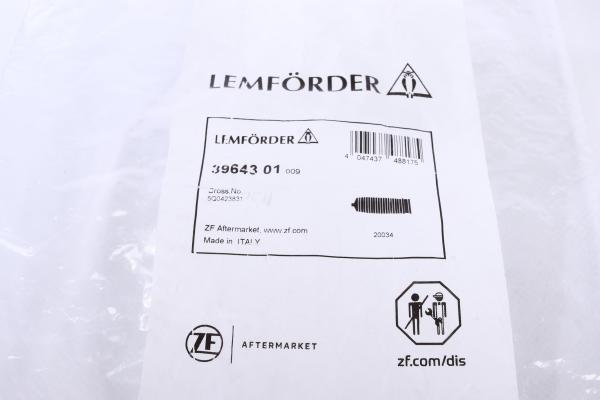 LEMFÖRDER
LEMFÖRDER
39643 01 009
4 047437 488175
Cross.No.
5Q0423831
ZF Aftermarket, www.zf.com
20034
Made in ITALY
ZF AFTERMARKET
zf.com/dis